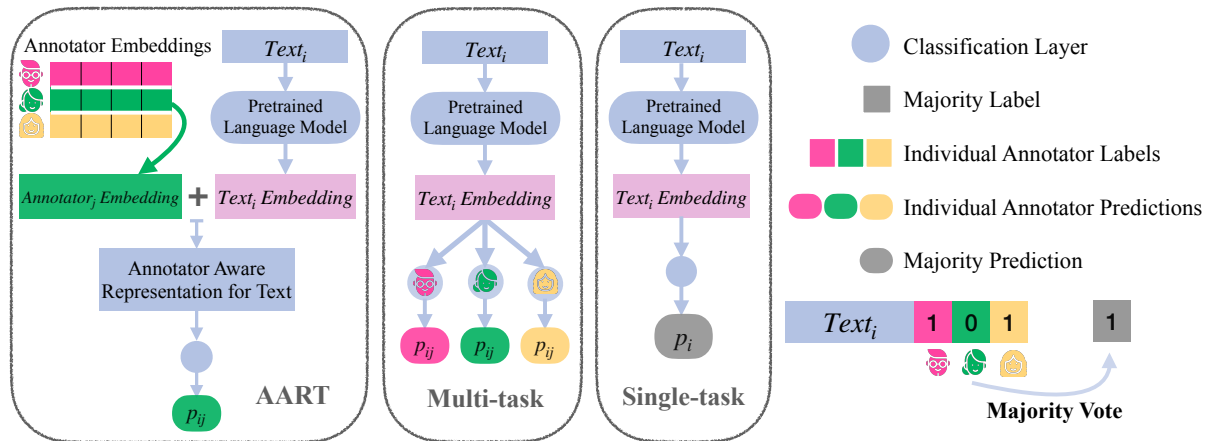 Annotator Embeddings
Text_i
Pretrained
Language Model
Annotator_j Embedding
+
Text_i Embedding
Annotator Aware
Representation for Text
p_ij
AART
Text_i
Pretrained
Language Model
Text_i Embedding
p_ij
p_ij
p_ij
Multi-task
Text_i
Pretrained
Language Model
Text_i Embedding
p_i
Single-task
Classification Layer
Majority Label
Individual Annotator Labels
Individual Annotator Predictions
Majority Prediction
Text_i 1 0 1 1
Majority Vote